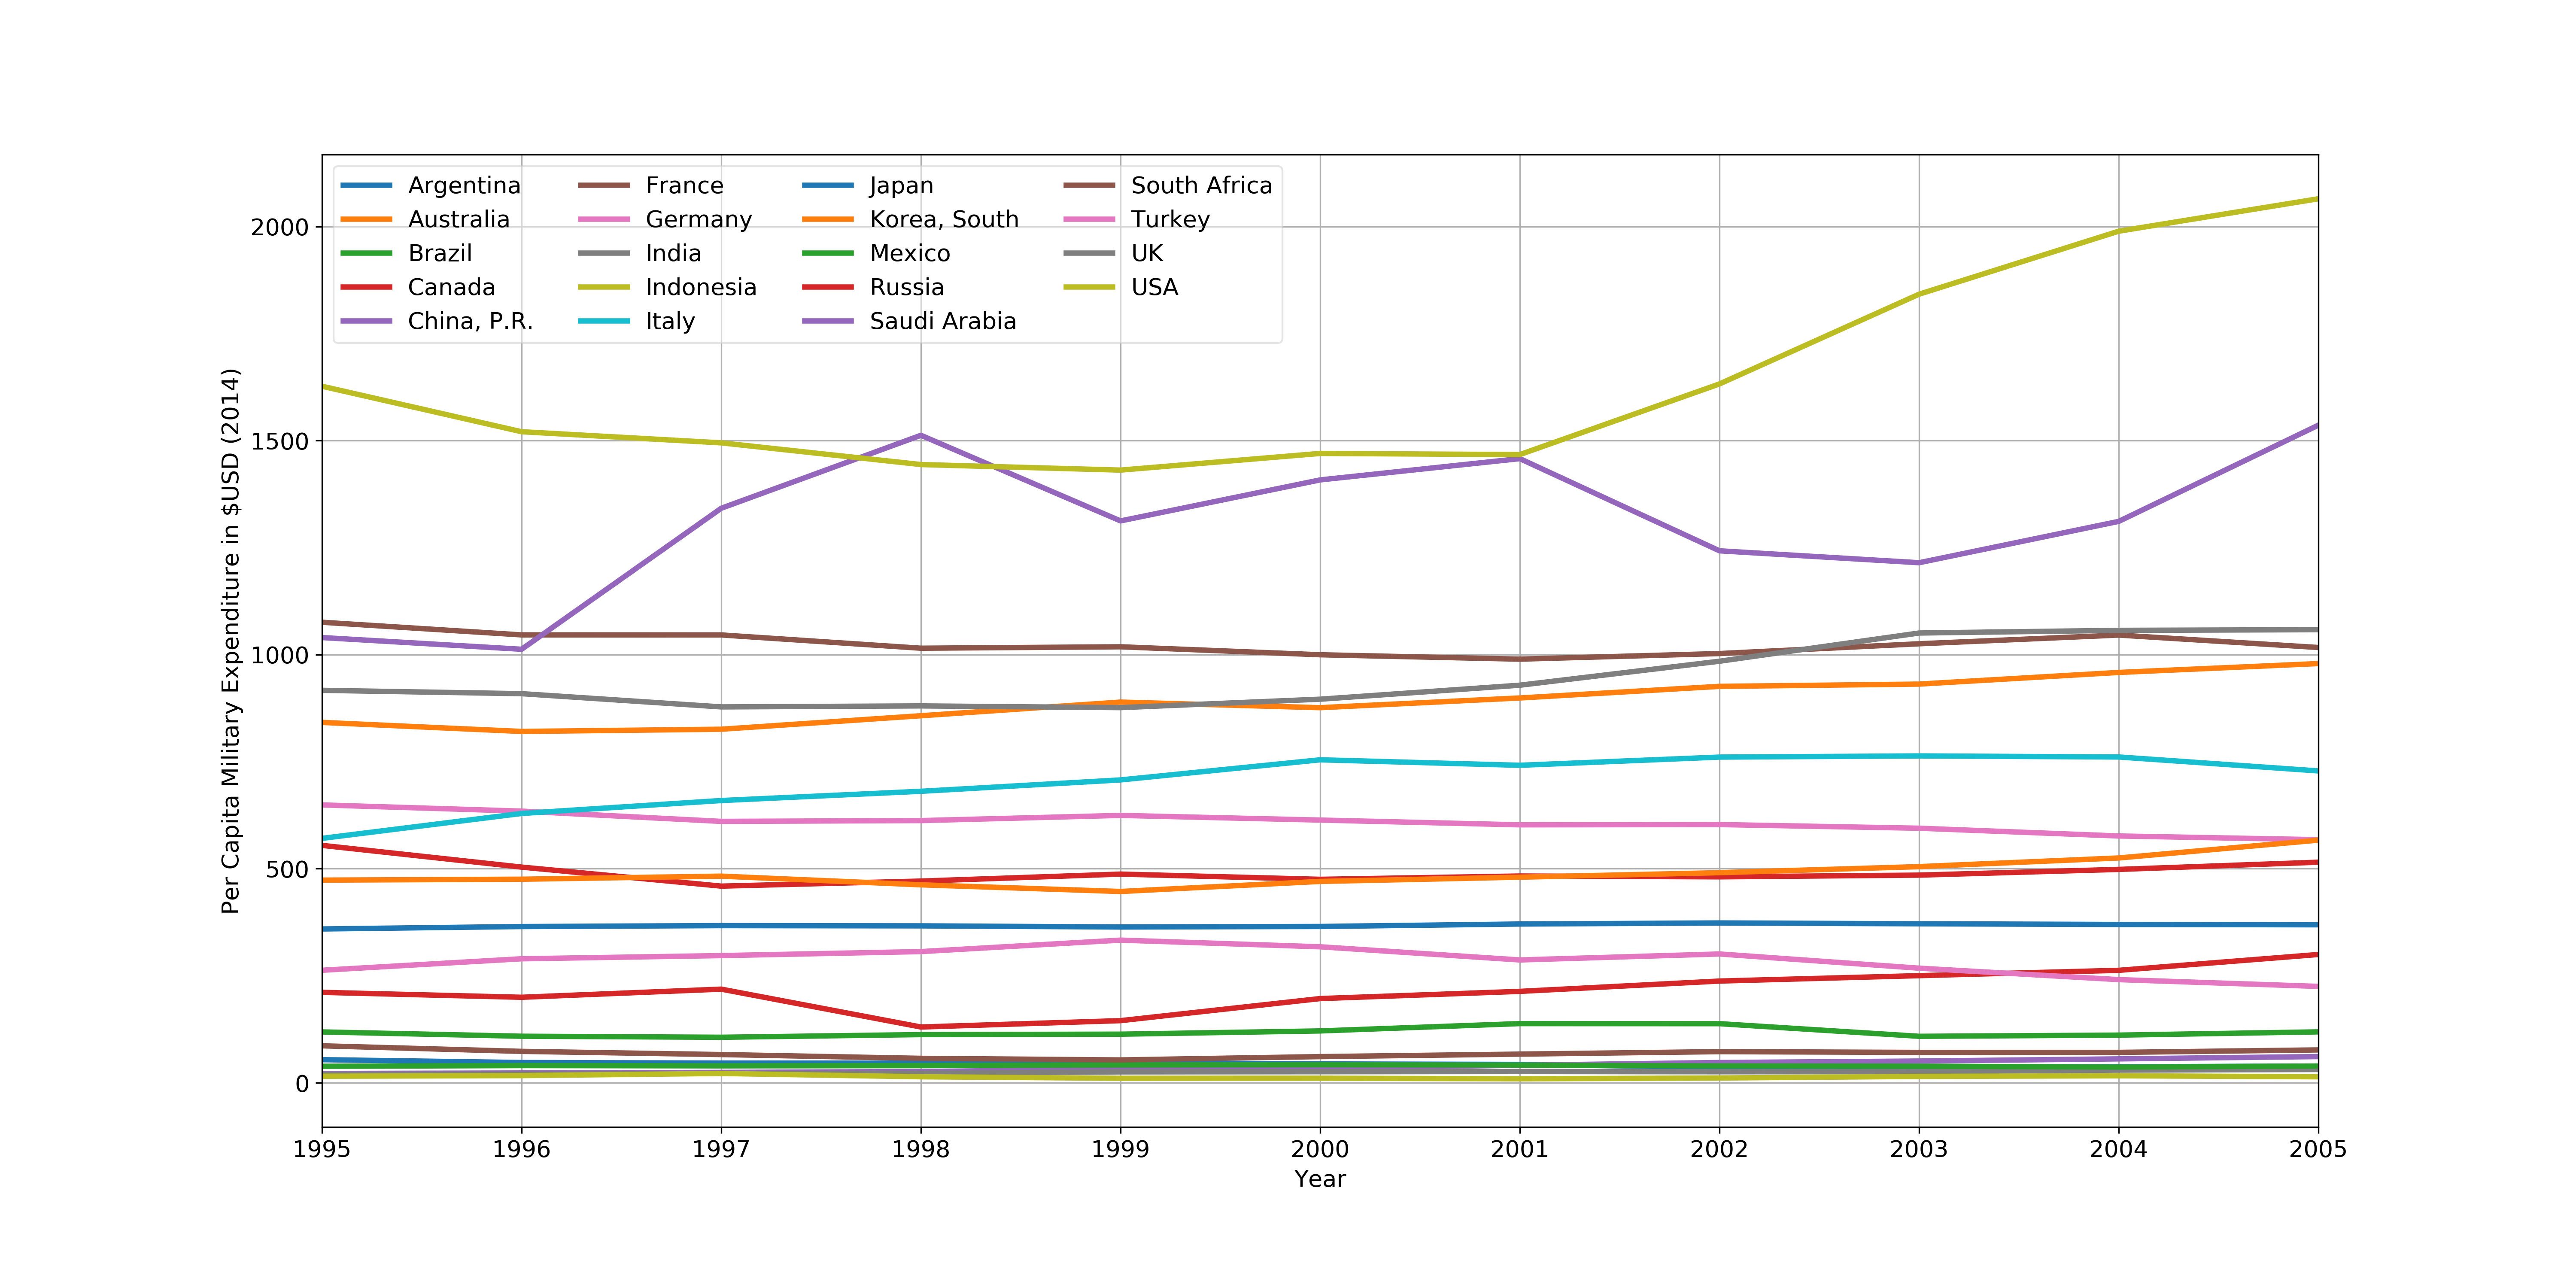 Argentina
Australia
Brazil
Canada
China, P.R.
France
Germany
India
Indonesia
Italy
Japan
Korea, South
Mexico
Russia
Saudi Arabia
South Africa
Turkey
UK
USA
Per Capita Military Expenditure in $USD (2014)
2000
1500
1000
500
0
1995 1996 1997 1998 1999 2000 2001 2002 2003 2004 2005
Year